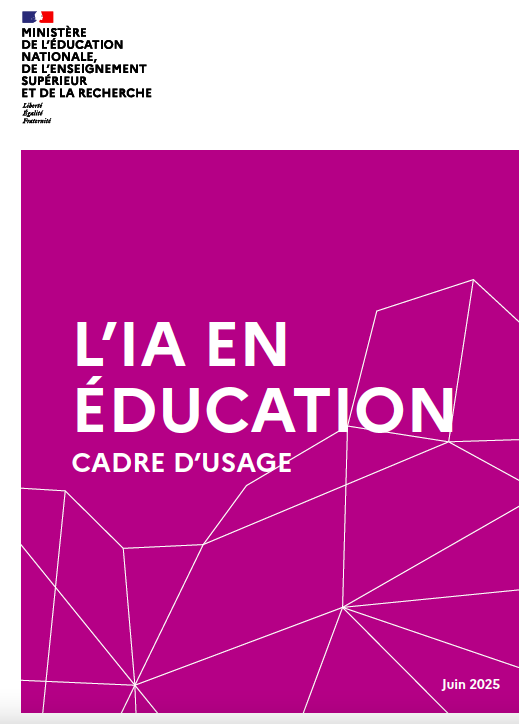 MINISTÈRE
DE L'ÉDUCATION
NATIONALE,
DE L'ENSEIGNEMENT
SUPÉRIEUR
ET DE LA RECHERCHE
Liberté
Égalité
Fraternité
L'IA EN
ÉDUCATION
CADRE D'USAGE
Juin 2025